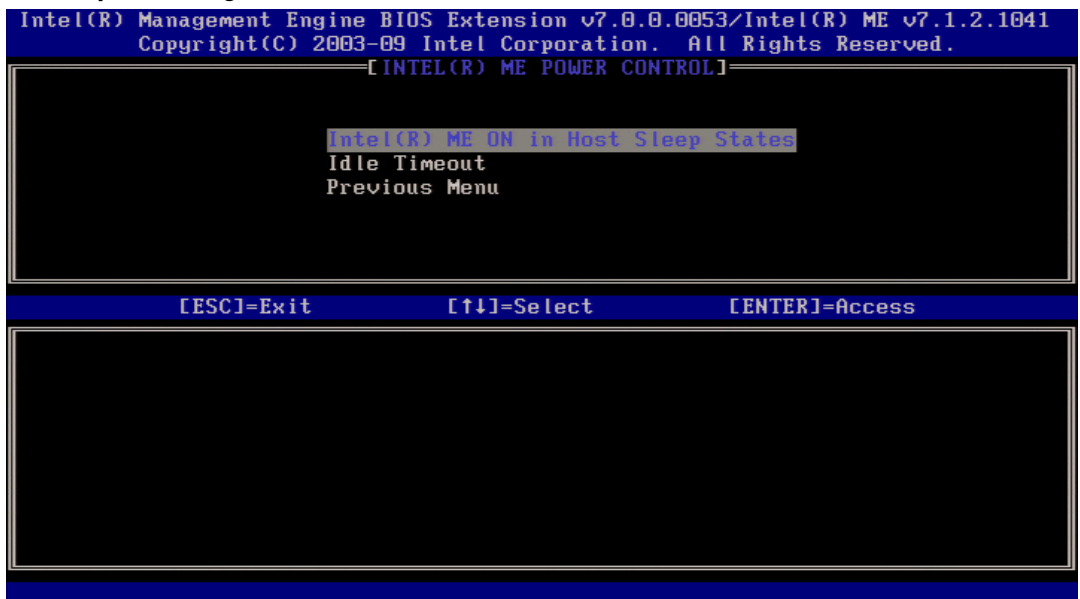 Intel(R) Management Engine BIOS Extension v7.0.0.0053/Intel(R) ME v7.1.2.1041
Copyright(C) 2003-09 Intel Corporation. All Rights Reserved.
[INTEL(R) ME POWER CONTROL]
Intel(R) ME ON in Host Sleep States
Idle Timeout
Previous Menu
[ESC]=Exit [↑↓]=Select [ENTER]=Access